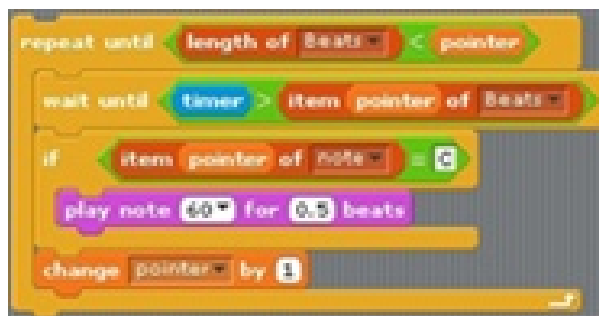 repeat until length of Beats < pointer
wait until timer > item pointer of Beats
if item pointer of note = C
play note 60 for 0.5 beats
change pointer by 1